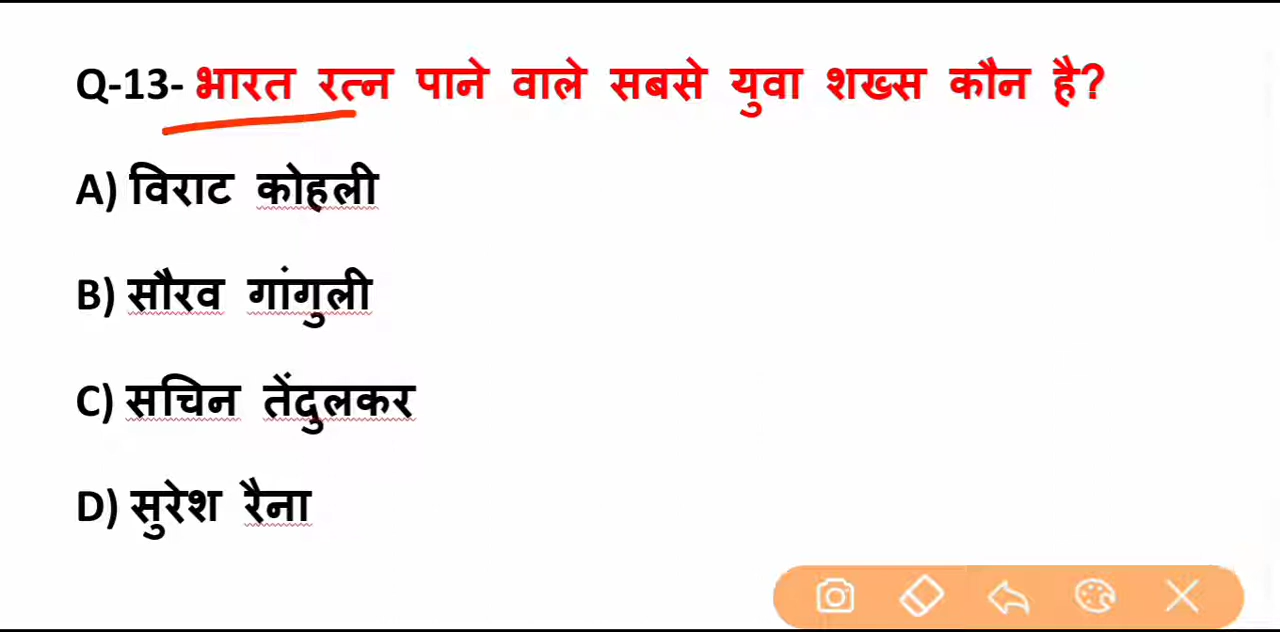 Q-13- भारत रत्न पाने वाले सबसे युवा शख्स कौन है?
A) विराट कोहली
B) सौरव गांगुली
C) सचिन तेंदुलकर
D) सुरेश रैना